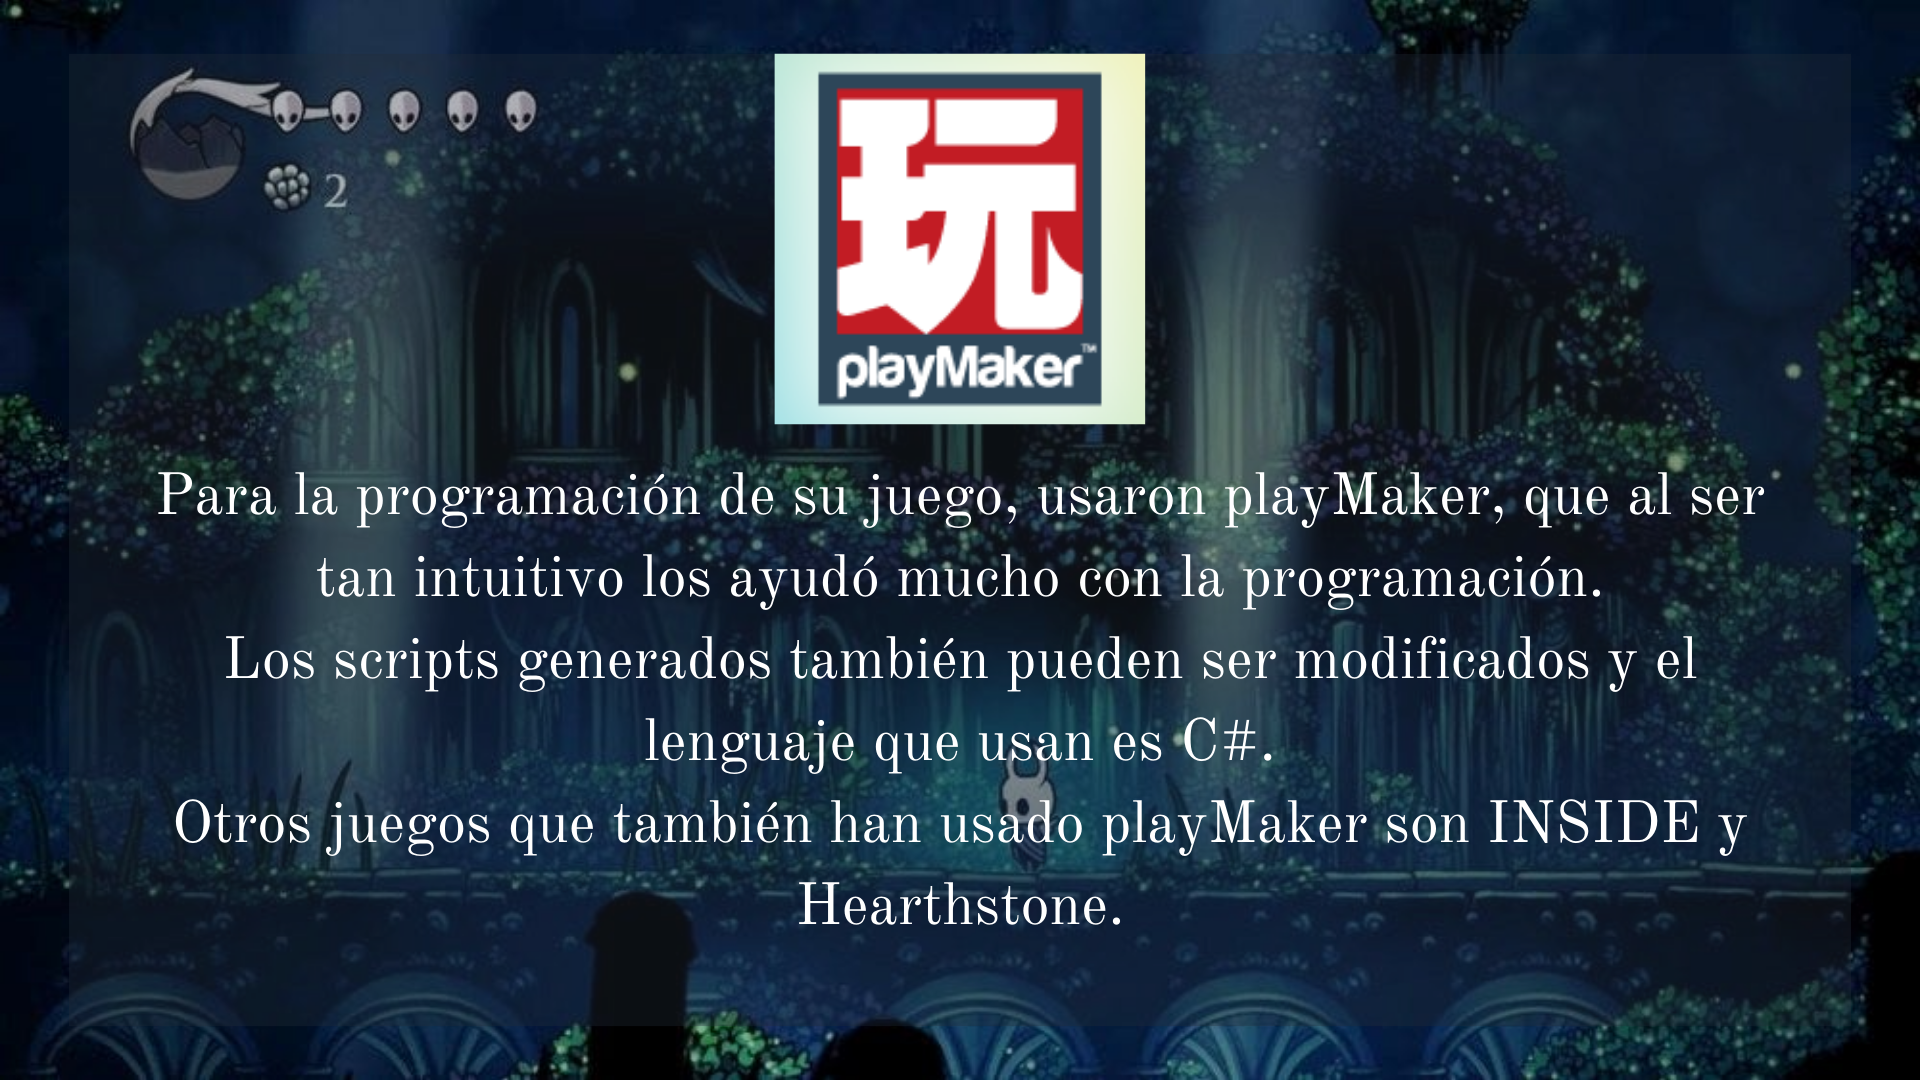 2
玩
playMaker™
Para la programación de su juego, usaron playMaker, que al ser
tan intuitivo los ayudó mucho con la programación.
Los scripts generados también pueden ser modificados y el
lenguaje que usan es C#.
Otros juegos que también han usado playMaker son INSIDE y
Hearthstone.